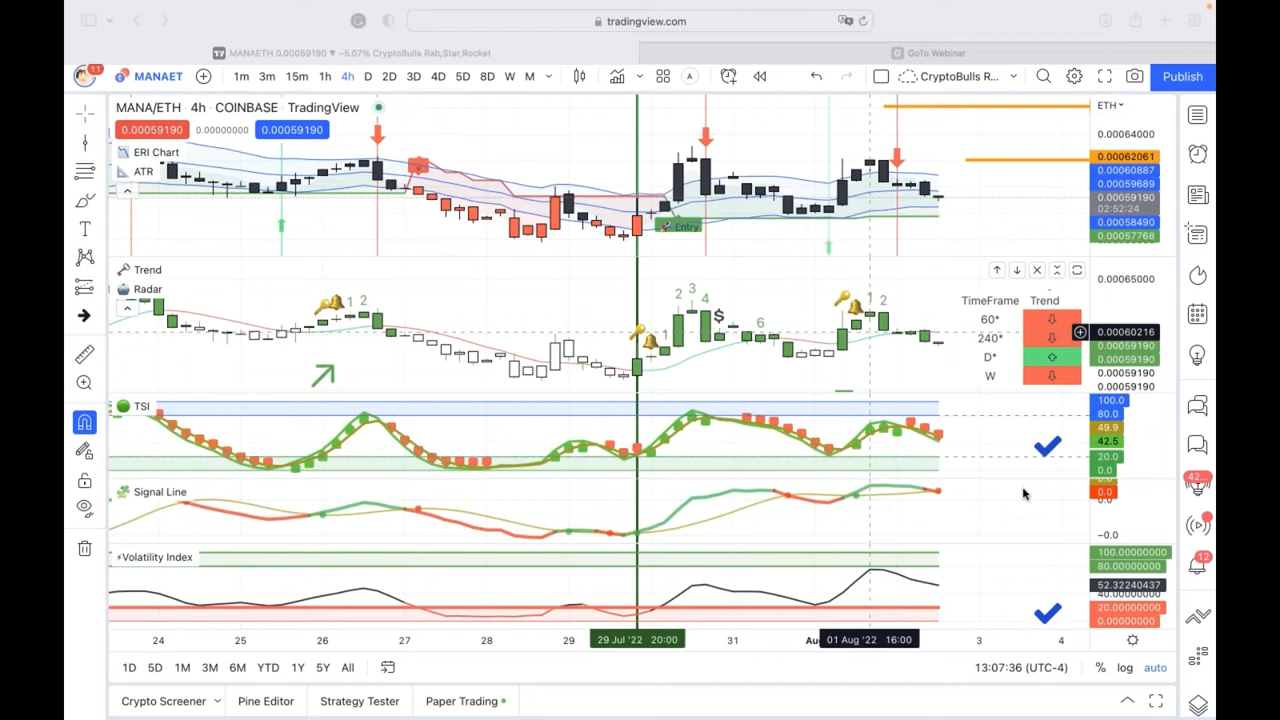 tradingview.com
MANAETH 0.00059190 ▼ −5.07% CryptoBulls Rab,Star,Rocket
GoTo Webinar
11
MANAET 1m 3m 15m 1h 4h D 2D 3D 4D 5D 8D W M CryptoBulls R... Publish
MANA/ETH 4h COINBASE TradingView
ETH
0.00059190 0.00000000 0.00059190
0.00064000
ERI Chart
ATR
0.00062061
0.00060887
0.00059689
0.00059190
02:52:24
0.00058490
0.00057768
Entry
Trend
Radar
0.00065000
1 2
2 3 4 $ 6
1
1 2
TimeFrame Trend
60*
240*
D*
W
0.00060216
0.00059190
0.00059190
0.00059190
0.00059190
TSI
100.0
80.0
49.9
42.5
20.0
0.0
Signal Line
0.0
−0.0
42...
Volatility Index
100.00000000
80.00000000
52.32240437
40.00000000
20.00000000
0.00000000
12
24 25 26 27 28 29 29 Jul '22 20:00 31 Au 01 Aug '22 16:00 3 4
1D 5D 1M 3M 6M YTD 1Y 5Y All 13:07:36 (UTC-4) % log auto
Crypto Screener Pine Editor Strategy Tester Paper Trading